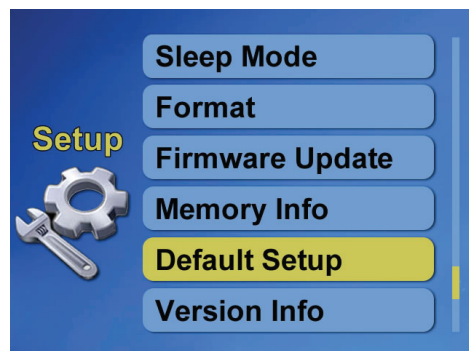 Setup
Sleep Mode
Format
Firmware Update
Memory Info
Default Setup
Version Info